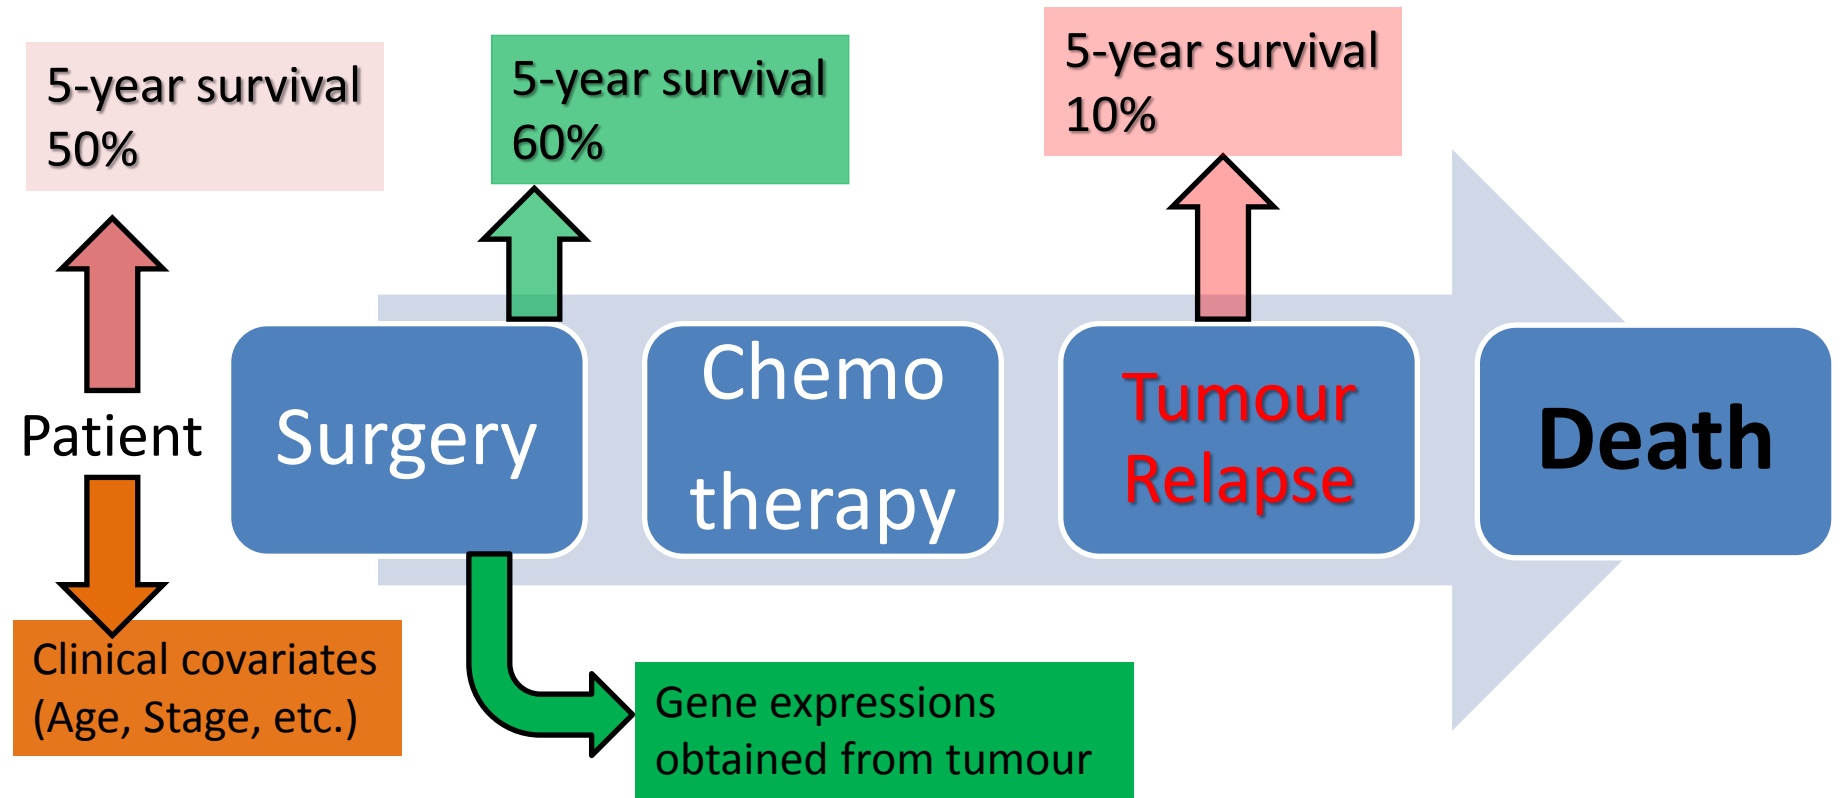 5-year survival
50%
5-year survival
60%
5-year survival
10%
Patient
Surgery
Chemo
therapy
Tumour
Relapse
Death
Clinical covariates
(Age, Stage, etc.)
Gene expressions
obtained from tumour